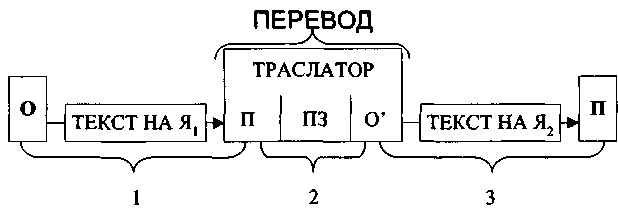 ПЕРЕВОД
ТРАСЛАТОР
О ТЕКСТ НА Я₁ П ПЗ О' ТЕКСТ НА Я₂ П
1 2 3